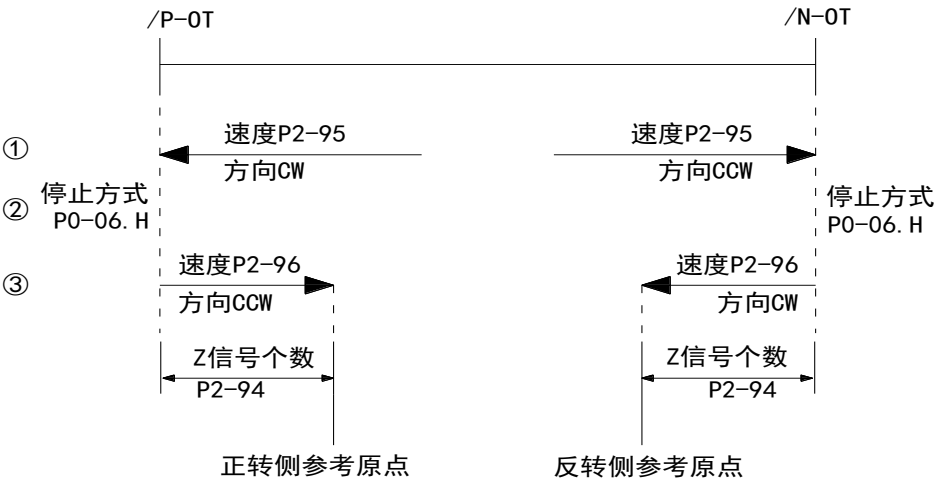 /P-OT
/N-OT
①
速度P2-95
方向CW
速度P2-95
方向CCW
②
停止方式
P0-06.H
停止方式
P0-06.H
③
速度P2-96
方向CCW
速度P2-96
方向CW
Z信号个数
P2-94
Z信号个数
P2-94
正转侧参考原点
反转侧参考原点